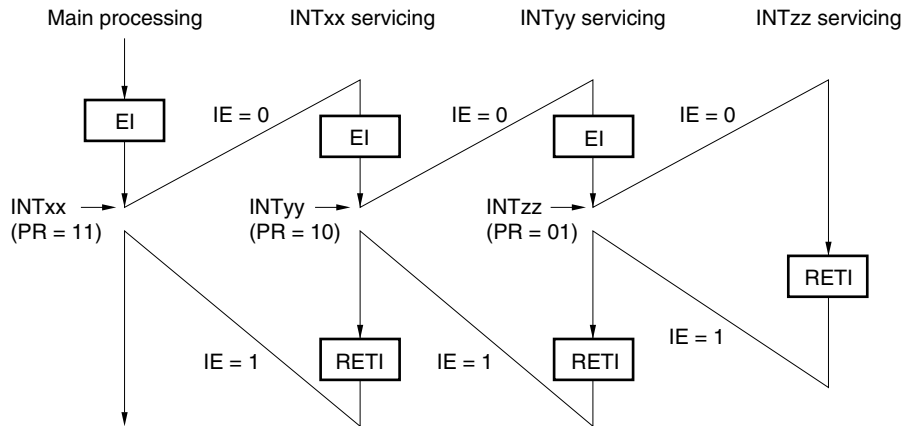 Main processing
INTxx servicing
INTyy servicing
INTzz servicing
EI
IE = 0
EI
IE = 0
EI
IE = 0
INTxx
(PR = 11)
INTyy
(PR = 10)
INTzz
(PR = 01)
RETI
IE = 1
RETI
IE = 1
RETI
IE = 1